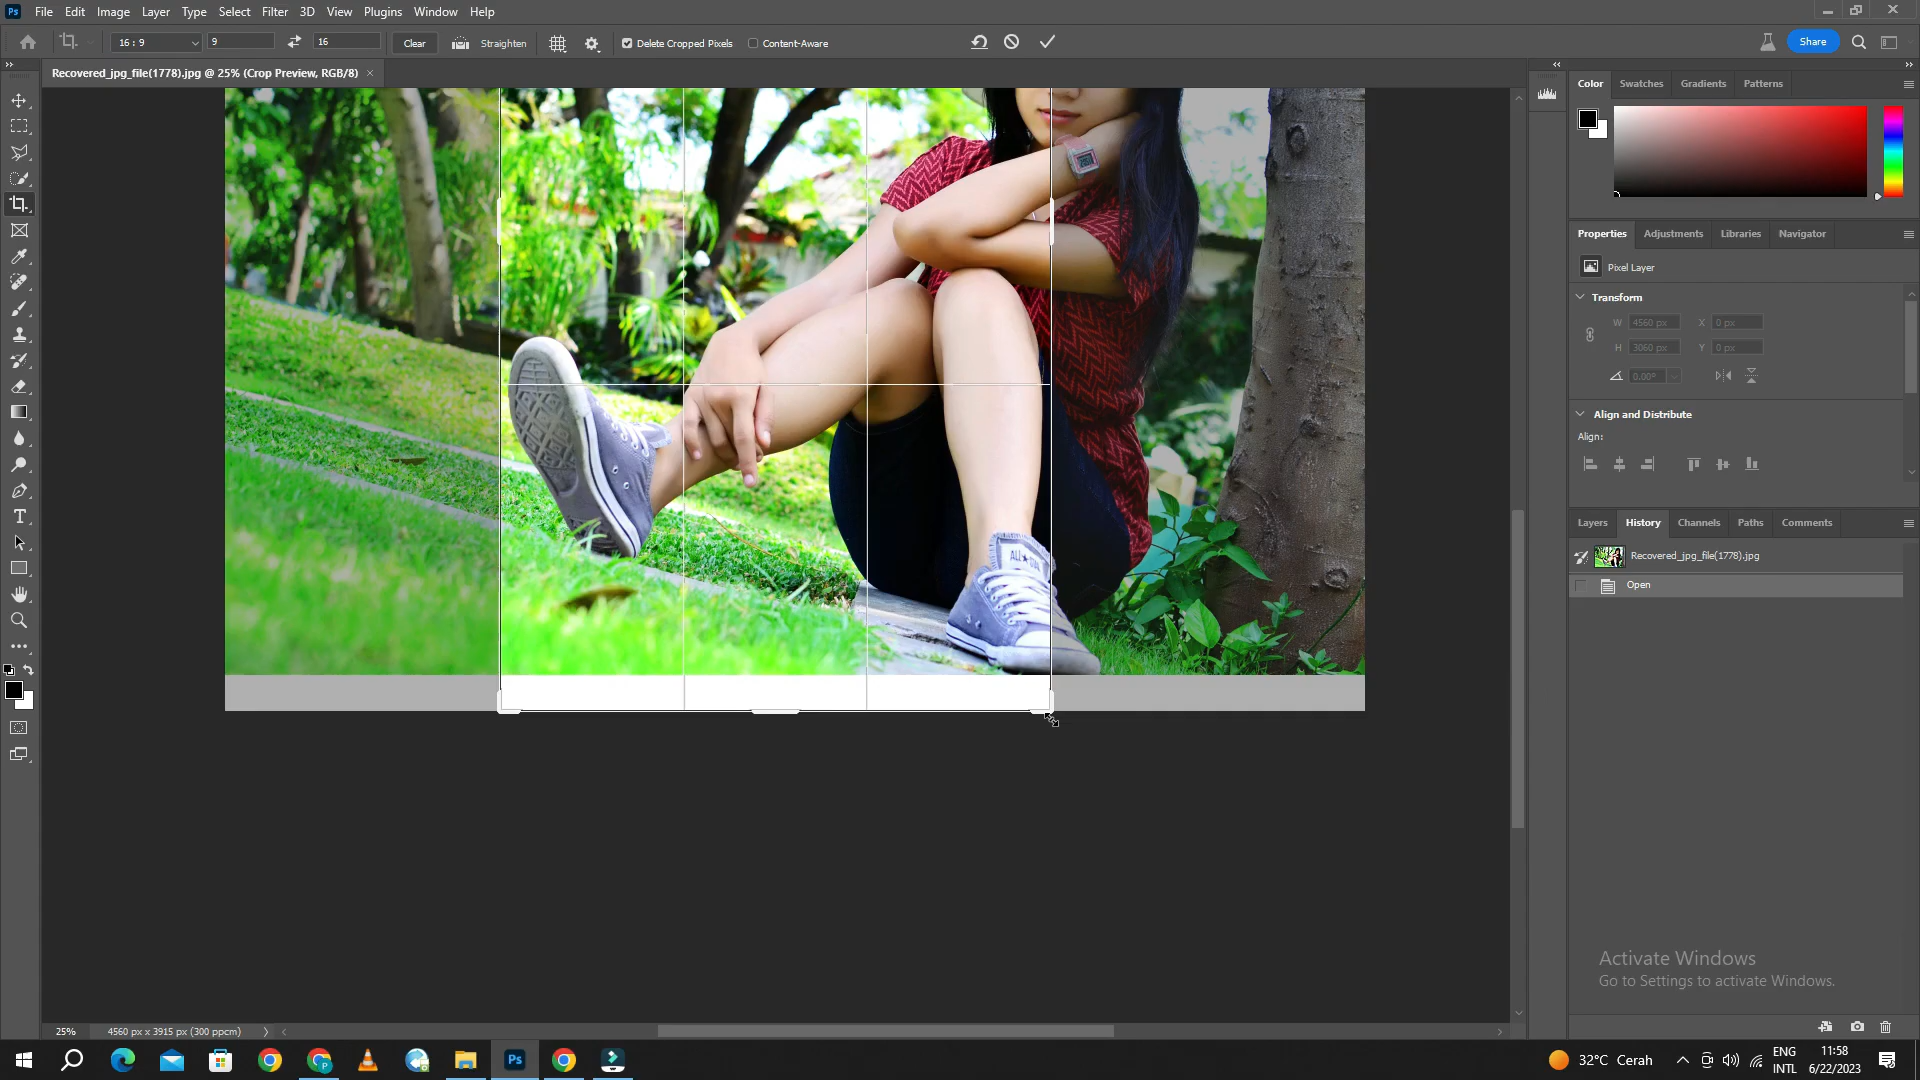 Ps File Edit Image Layer Type Select Filter 3D View Plugins Window Help
16 : 9 9 16 Clear Straighten Delete Cropped Pixels Content-Aware Share
Recovered_jpg_file(1778).jpg @ 25% (Crop Preview, RGB/8)
Color Swatches Gradients Patterns
Properties Adjustments Libraries Navigator
Pixel Layer
Transform
W 4560 px X 0 px
H 3060 px Y 0 px
0.00°
Align and Distribute
Align:
Layers History Channels Paths Comments
Recovered_jpg_file(1778).jpg
Open
ALL
Activate Windows
Go to Settings to activate Windows.
25% 4560 px x 3915 px (300 ppcm)
P Ps 32°C Cerah ENG 11:58
INTL 6/22/2023